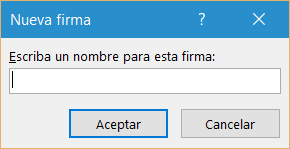 Nueva firma ?
Escriba un nombre para esta firma:
Aceptar Cancelar